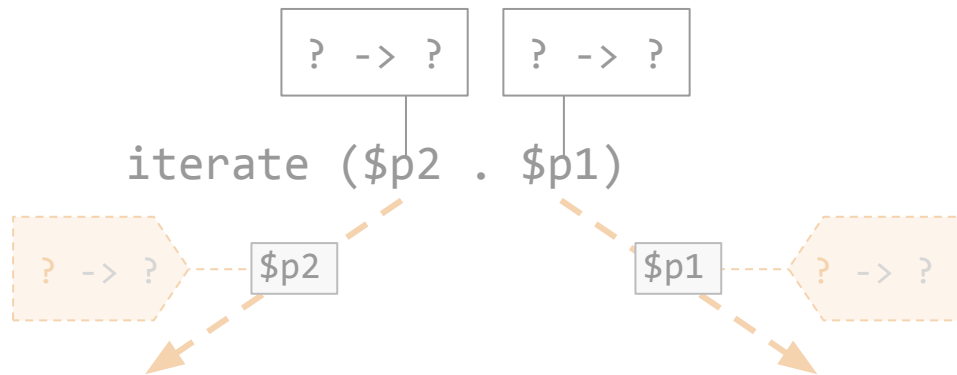 ? -> ? ? -> ?
iterate ($p2 . $p1)
? -> ? $p2 $p1 ? -> ?